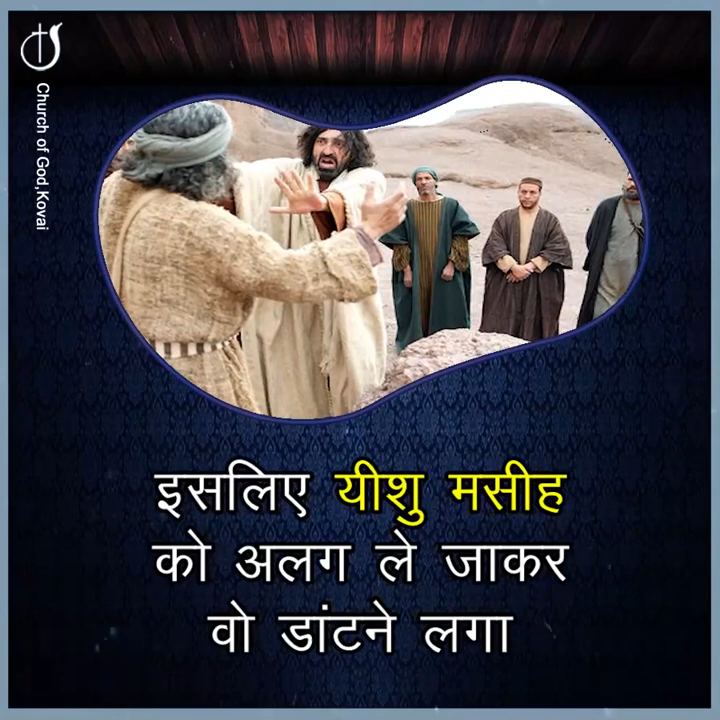 Church of God,Kovai
इसलिए यीशु मसीह
को अलग ले जाकर
वो डांटने लगा